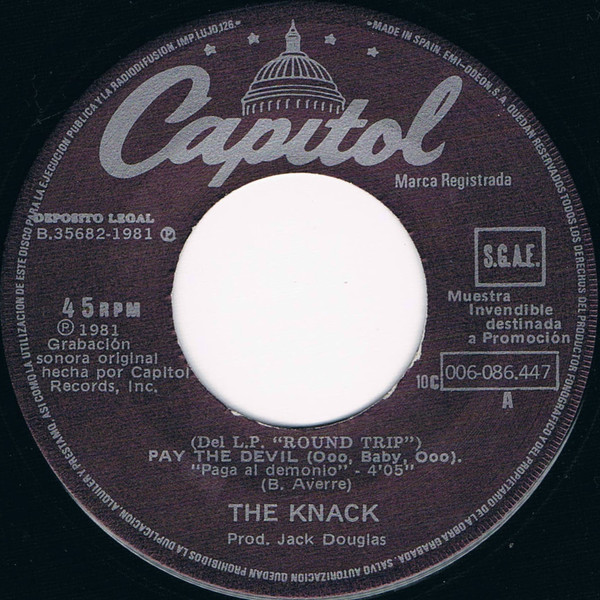 Capitol
Marca Registrada
DEPOSITO LEGAL
B.35682-1981 Ⓟ
S.G.A.E.
45 RPM
Ⓟ 1981
Grabación
sonora original
hecha por Capitol
Records, Inc.
Muestra
Invendible
destinada
a Promoción
10C 006-086.447
A
(Del L.P. "ROUND TRIP")
PAY THE DEVIL (Ooo, Baby, Ooo).
"Paga al demonio" - 4'05"
(B. Averre)
THE KNACK
Prod. Jack Douglas
MADE IN SPAIN. EMI-ODEON, S.A. QUEDAN RESERVADOS TODOS LOS DERECHOS DEL PRODUCTOR FONOGRAFICO Y DEL PROPIETARIO DE LA OBRA GRABADA. SALVO AUTORIZACION QUEDAN PROHIBIDOS LA DUPLICACION ALQUILER Y PRESTAMO, ASI COMO LA UTILIZACION DE ESTE DISCO PARA LA EJECUCION PUBLICA Y LA RADIODIFUSION. IMP. LUJO,126.